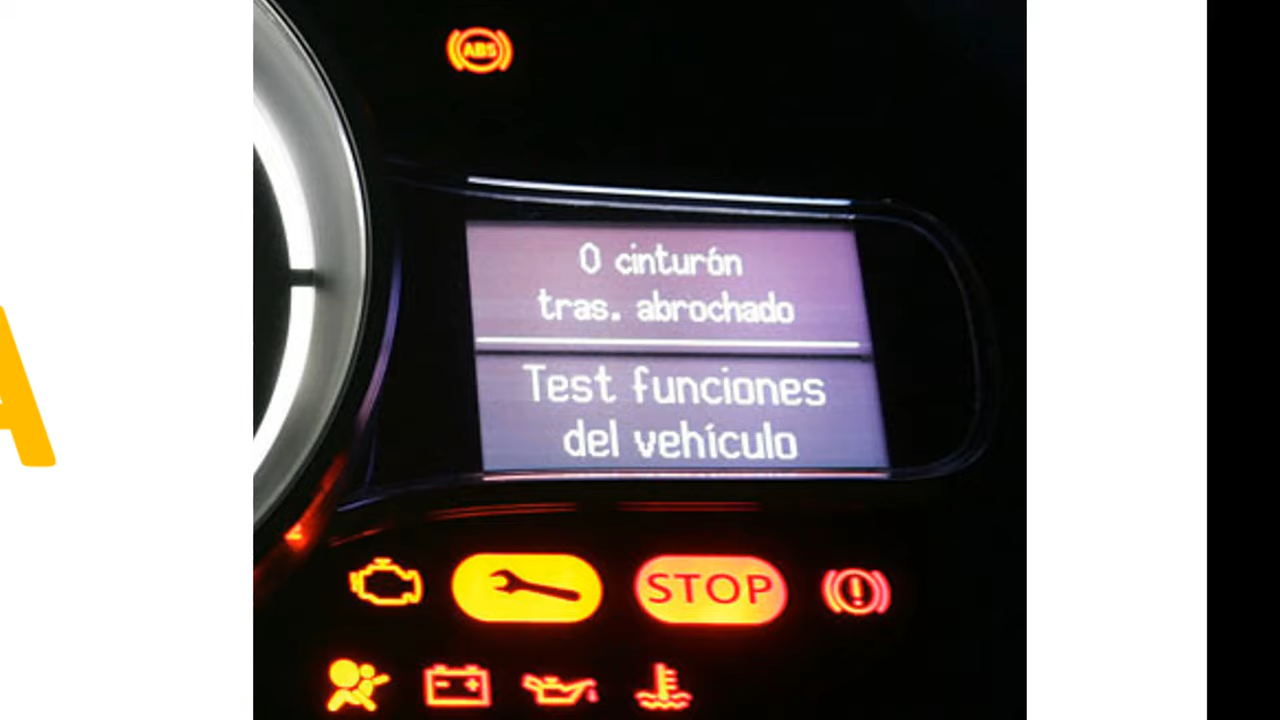 A
ABS
0 cinturón
tras. abrochado
Test funciones
del vehículo
STOP